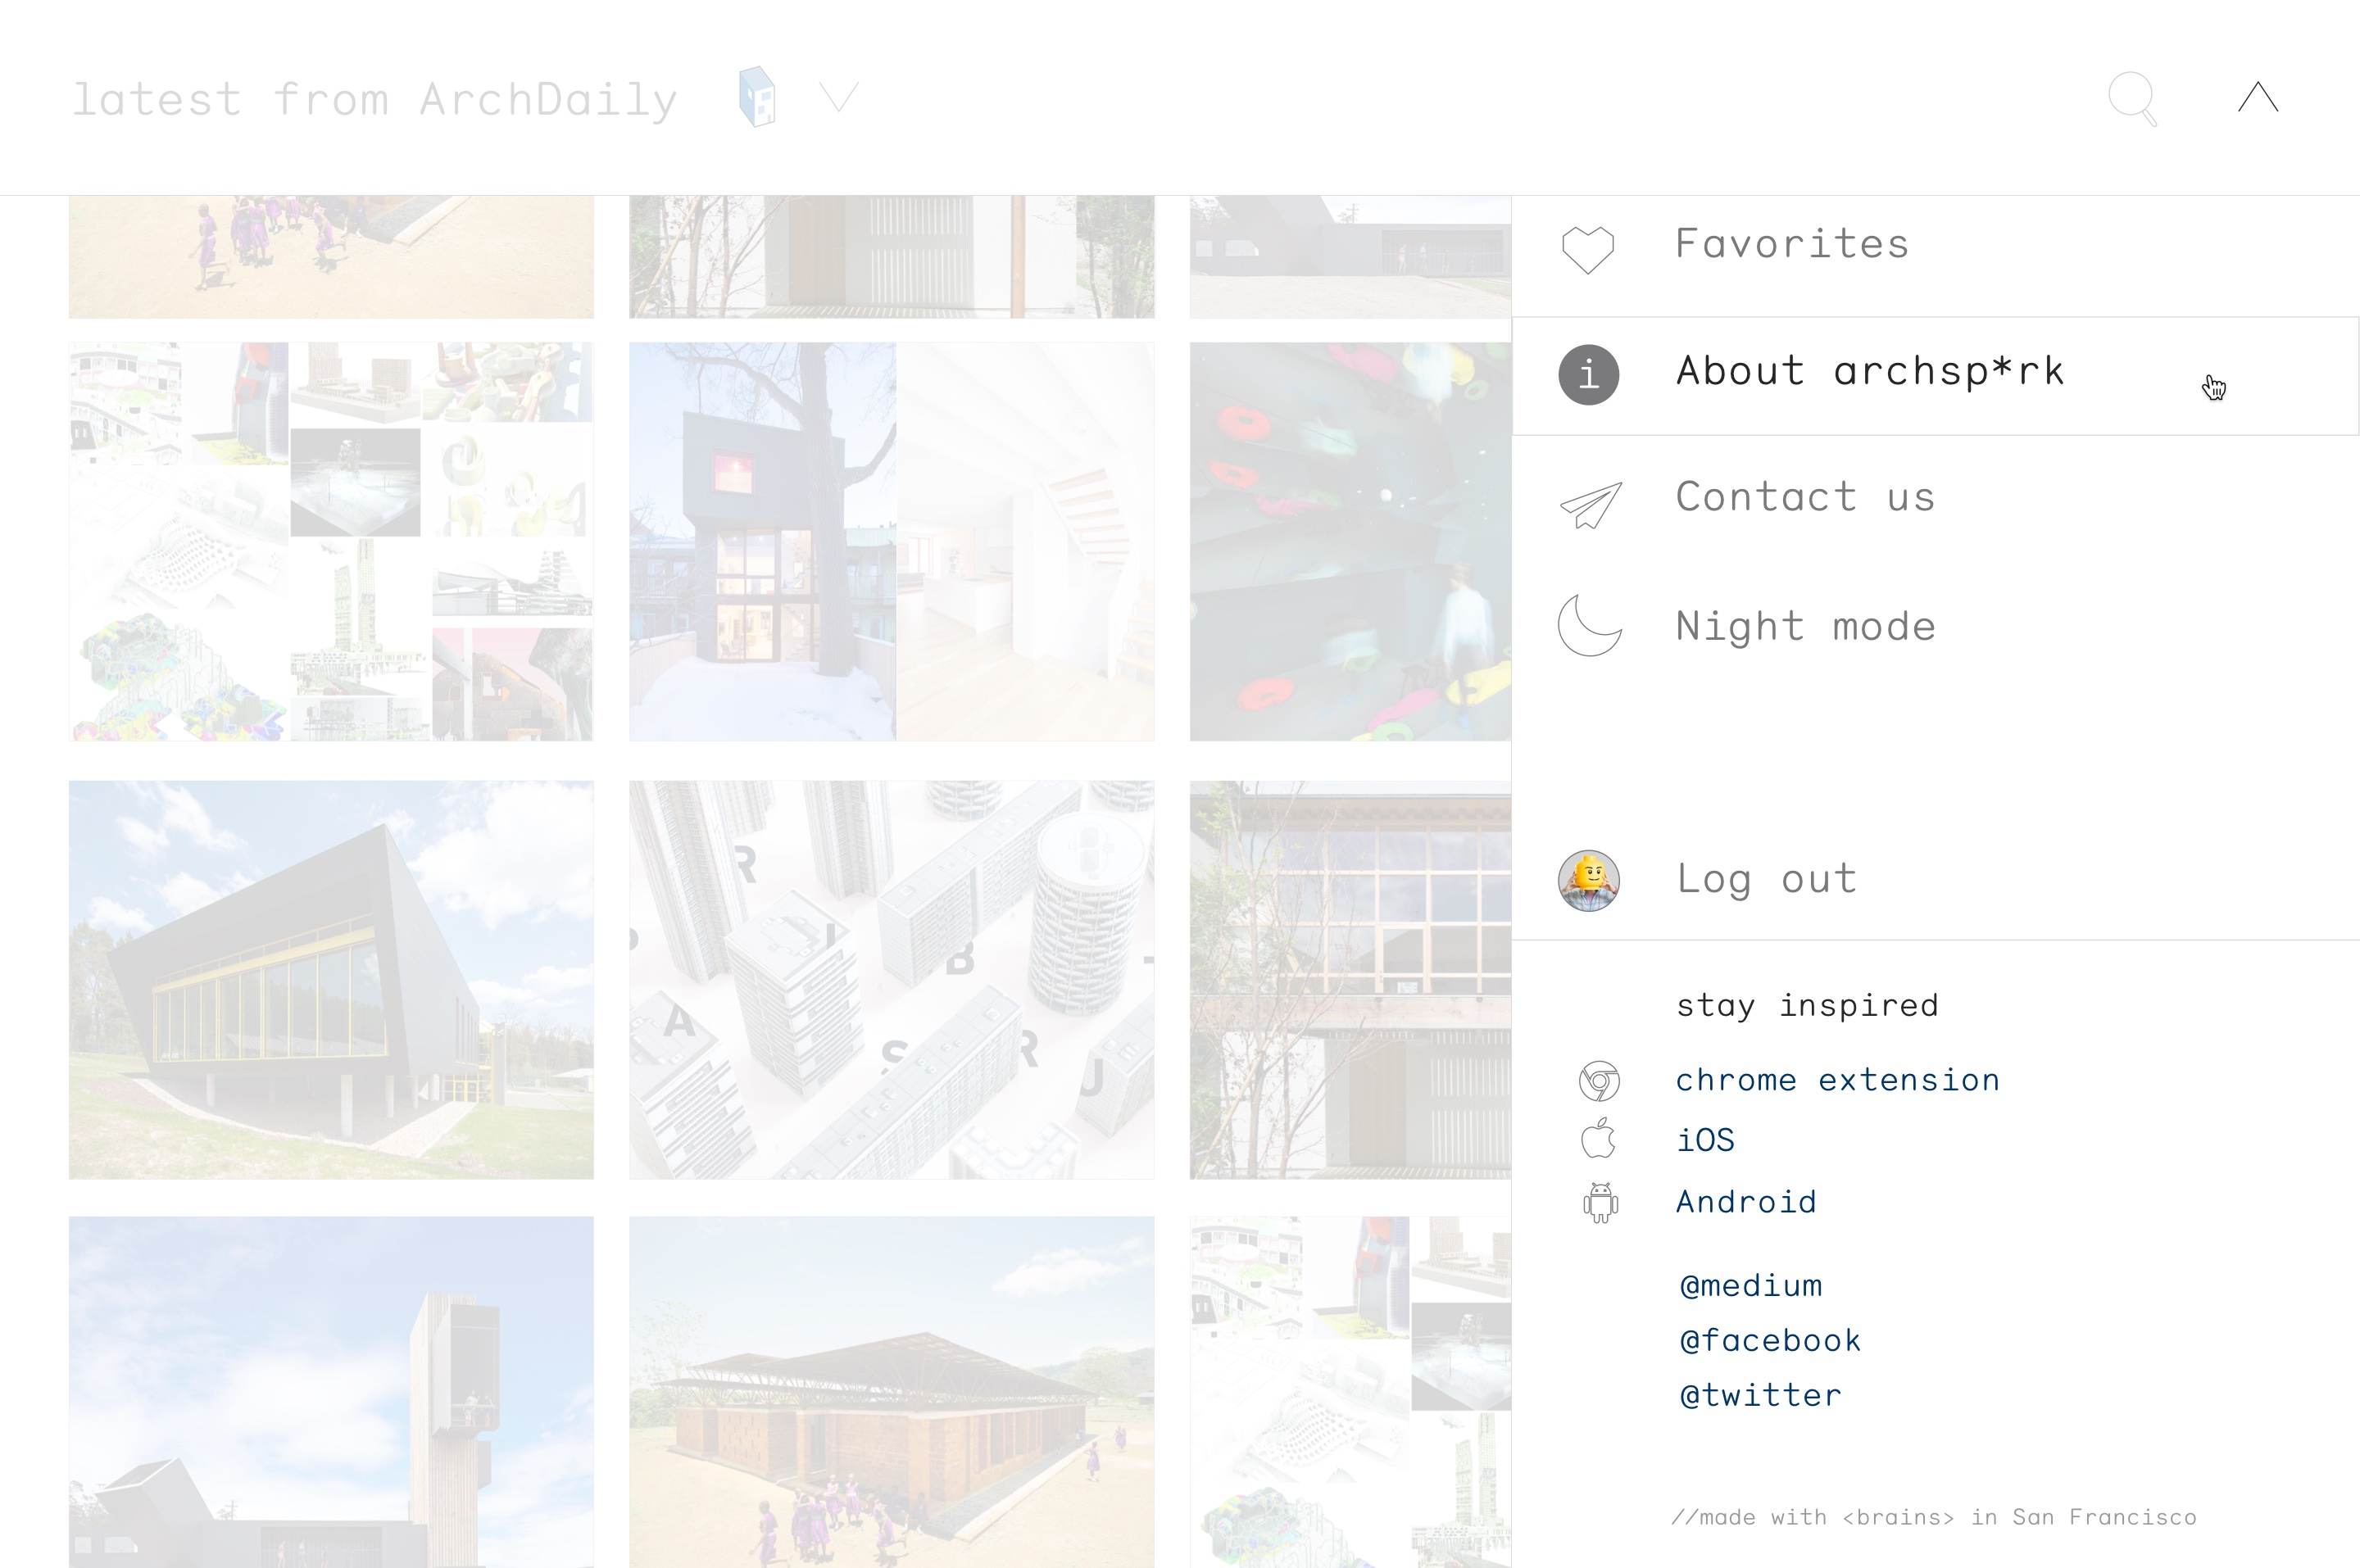 latest from ArchDaily
Favorites
i About archsp*rk
Contact us
Night mode
Log out
R
B
A
S
R
U
stay inspired
chrome extension
iOS
Android
@medium
@facebook
@twitter
//made with <brains> in San Francisco